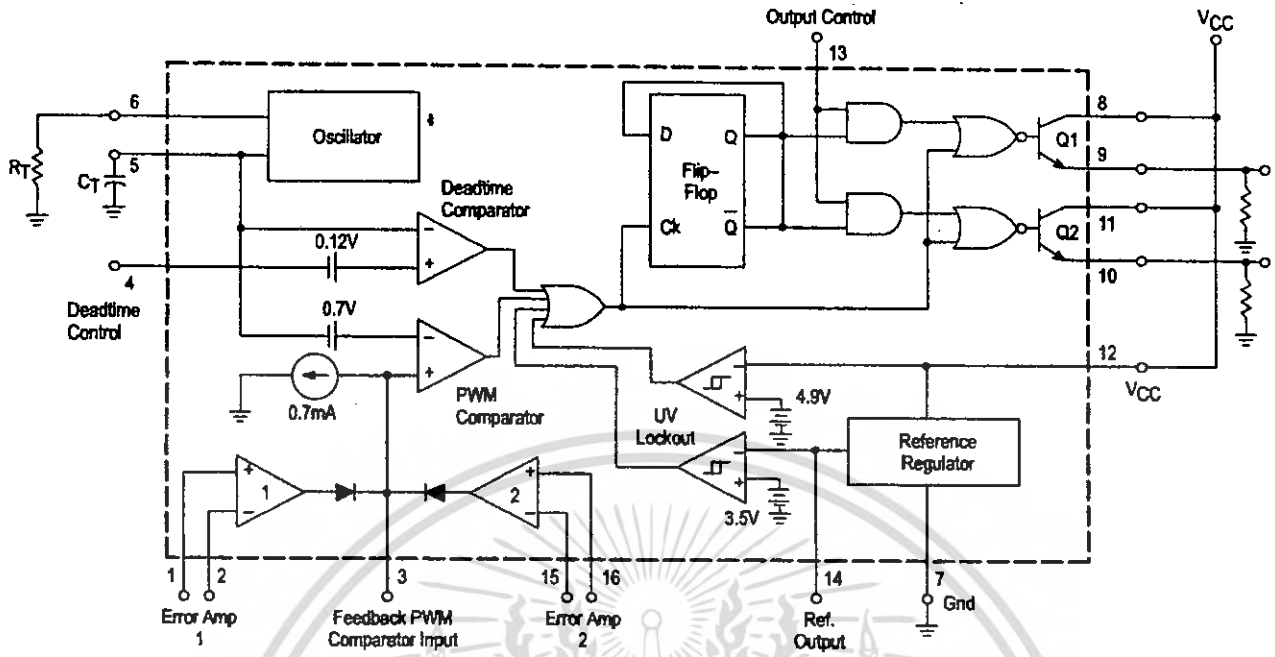 Output Control
VCC
13
6
Oscillator
8
D
Q
Q1
RT
5
9
CT
Flip–
Flop
Deadtime
Comparator
11
Ck
Q̅
Q2
0.12V
4
10
Deadtime
Control
0.7V
12
VCC
0.7mA
PWM
Comparator
UV
Lockout
4.9V
Reference
Regulator
1
2
3.5V
1
2
3
15
16
14
7
Gnd
Error Amp
1
Feedback PWM
Comparator Input
Error Amp
2
Ref.
Output